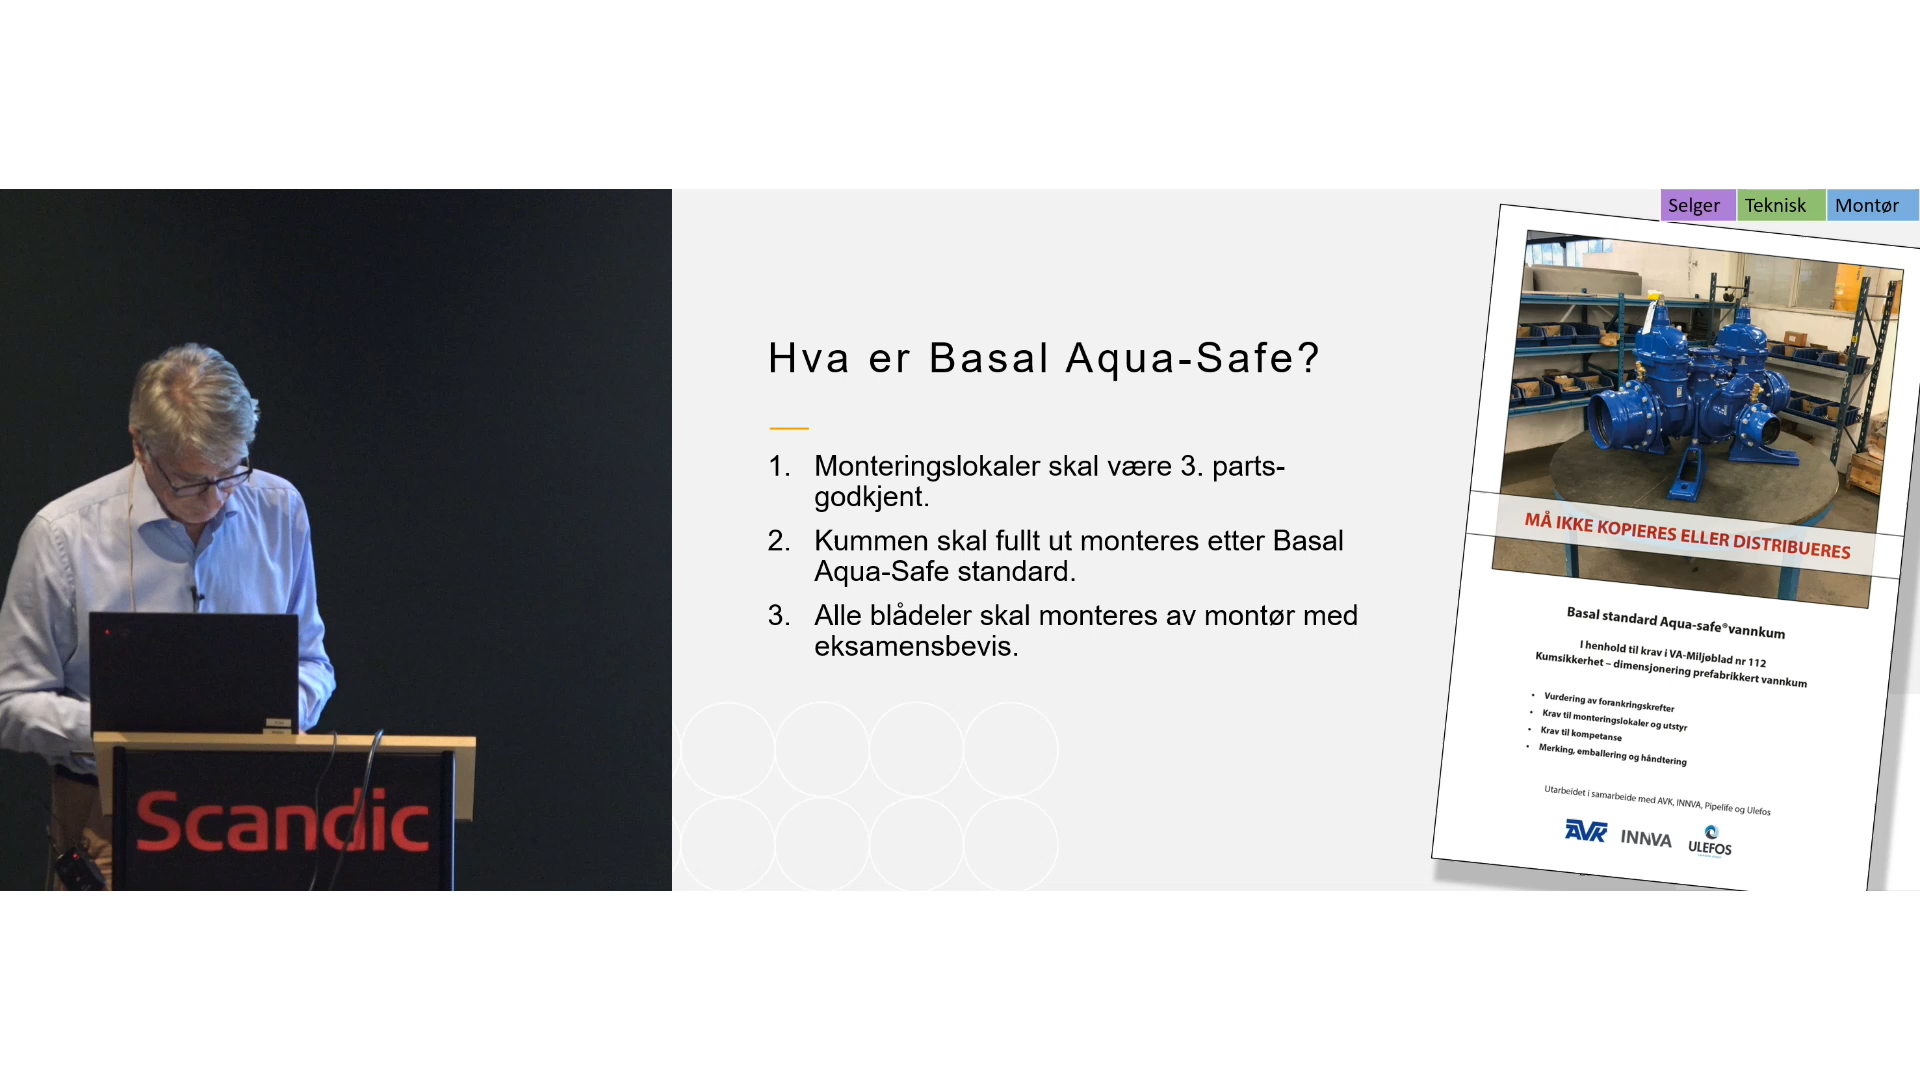 Selger
Teknisk
Montør
Hva er Basal Aqua-Safe?
1. Monteringslokaler skal være 3. parts-
godkjent.
2. Kummen skal fullt ut monteres etter Basal
Aqua-Safe standard.
3. Alle blådeler skal monteres av montør med
eksamensbevis.
MÅ IKKE KOPIERES ELLER DISTRIBUERES
Basal standard Aqua-safe® vannkum
I henhold til krav i VA-Miljøblad nr 112
Kumsikkerhet – dimensjonering prefabrikkert vannkum
• Vurdering av forankringskrefter
• Krav til monteringslokaler og utstyr
• Krav til kompetanse
• Merking, emballering og håndtering
Utarbeidet i samarbeide med AVK, INNVA, Pipelife og Ulefos
AVK
INNVA
ULEFOS
Scandic